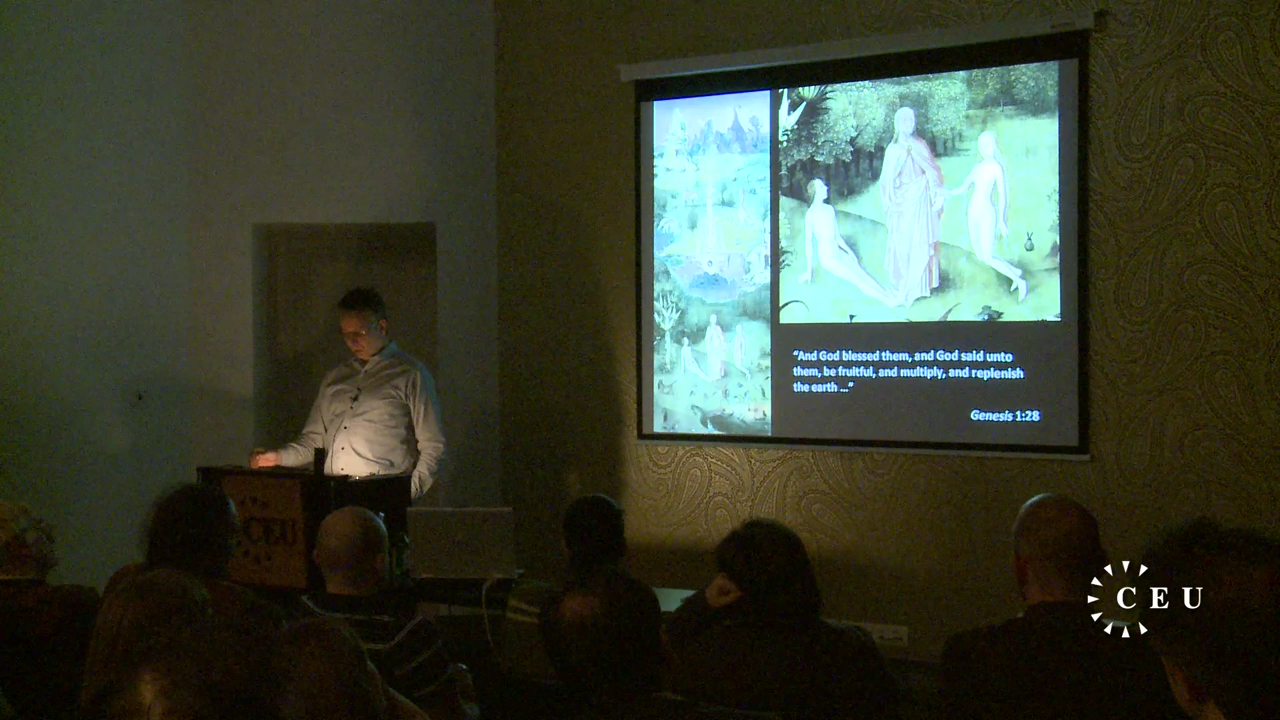 “And God blessed them, and God said unto
them, be fruitful, and multiply, and replenish
the earth ...”
Genesis 1:28
CEU
CEU